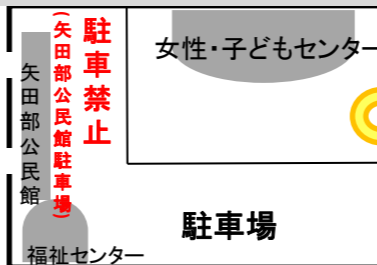 駐車禁止
(矢田部公民館駐車場)
矢田部公民館
女性・子どもセンター
駐車場
福祉センター